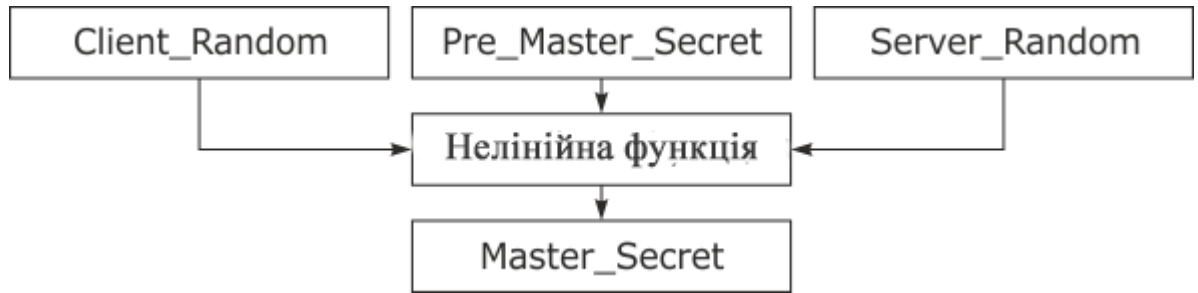 Client_Random
Pre_Master_Secret
Server_Random
Нелінійна функція
Master_Secret